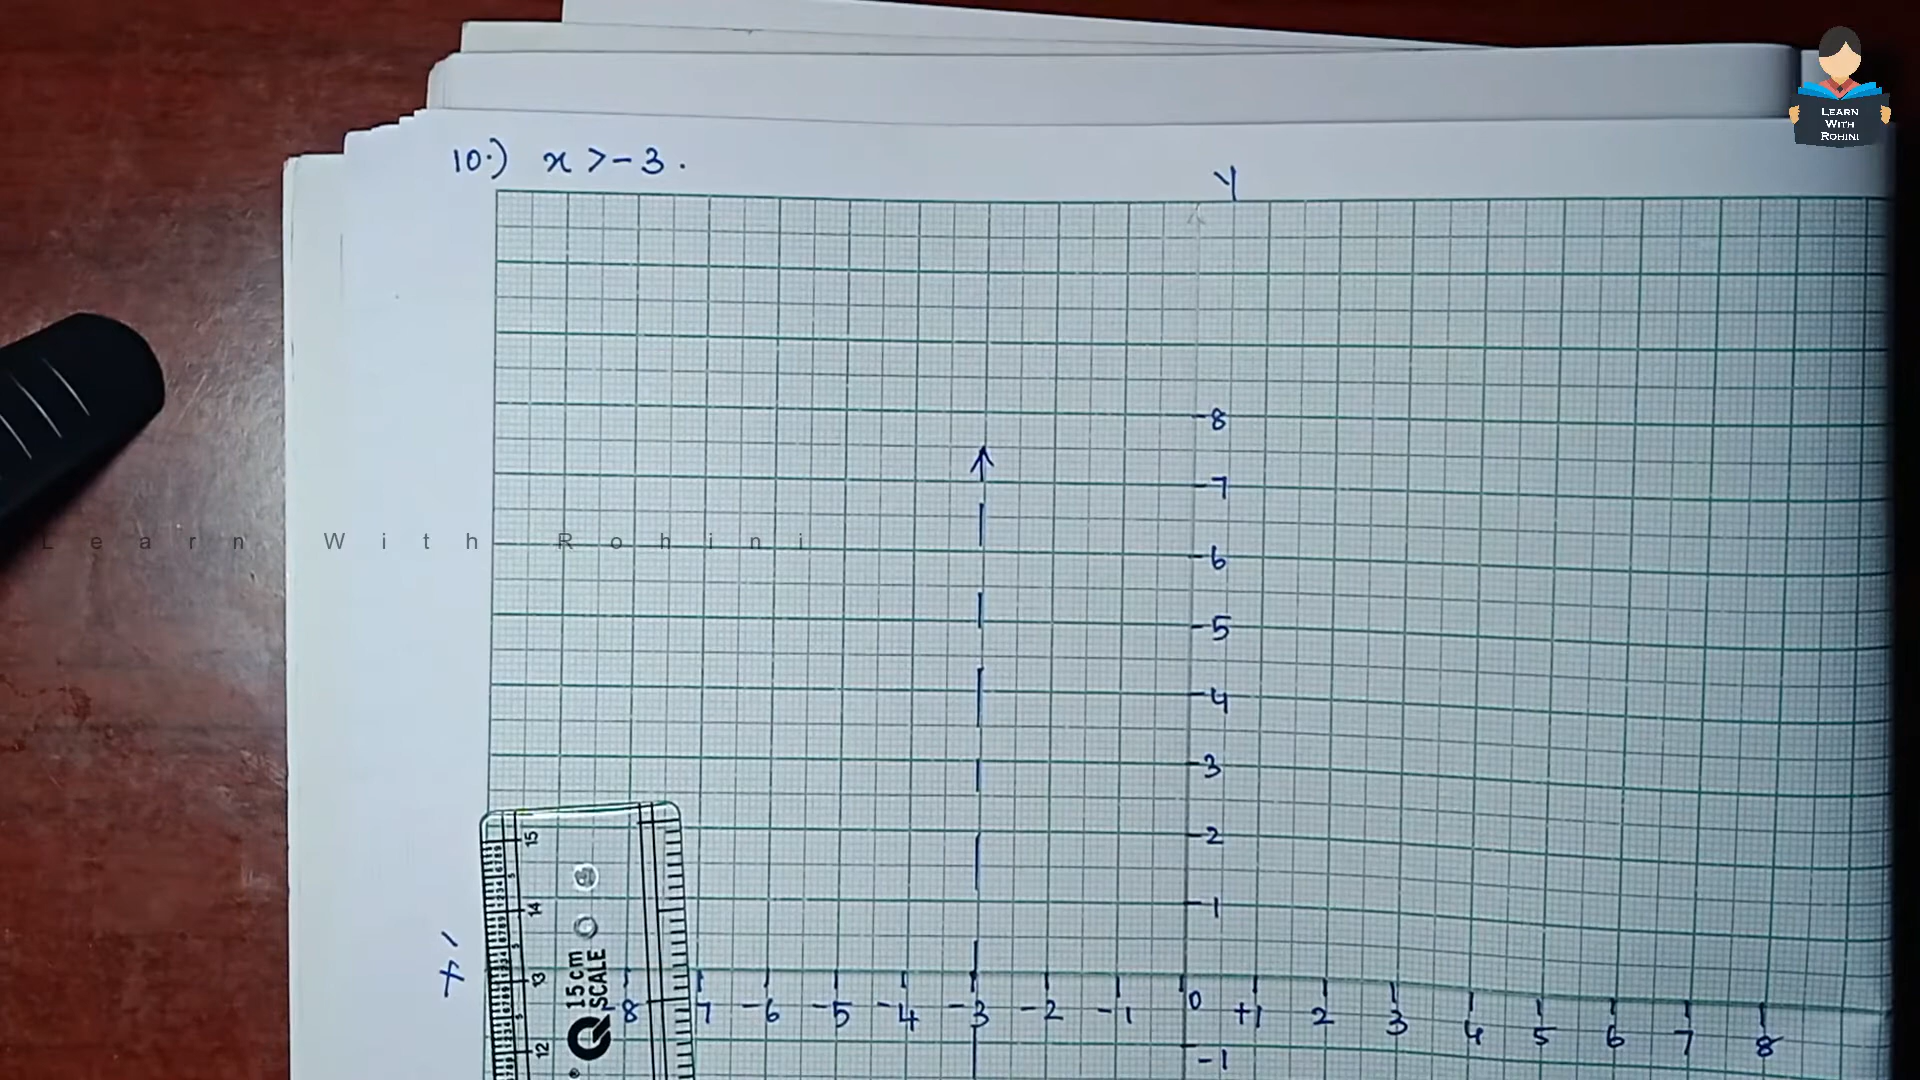 LEARN
WITH
ROHINI
10.) x > -3 .
Y
8
7
6
Learn With Rohini
5
4
3
2
1
X'
-8 -7 -6 -5 -4 -3 -2 -1 0 +1 2 3 4 5 6 7 8
-1
15
14
13
12
15cm
SCALE